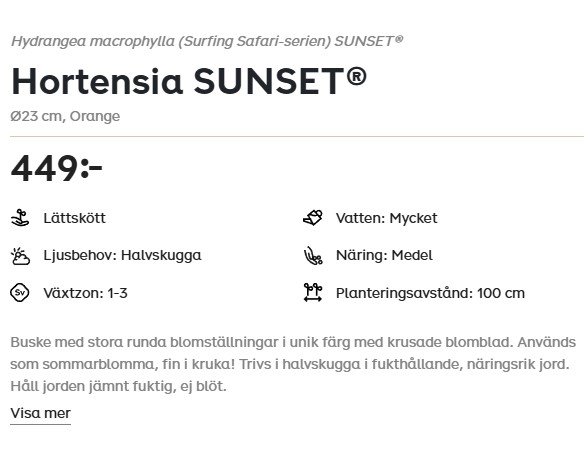 Hydrangea macrophylla (Surfing Safari-serien) SUNSET®
Hortensia SUNSET®
Ø23 cm, Orange
449:-
Lättskött
Vatten: Mycket
Ljusbehov: Halvskugga
Näring: Medel
Sv
Växtzon: 1-3
Planteringsavstånd: 100 cm
Buske med stora runda blomställningar i unik färg med krusade blomblad. Används
som sommarblomma, fin i kruka! Trivs i halvskugga i fukthållande, näringsrik jord.
Håll jorden jämnt fuktig, ej blöt.
Visa mer